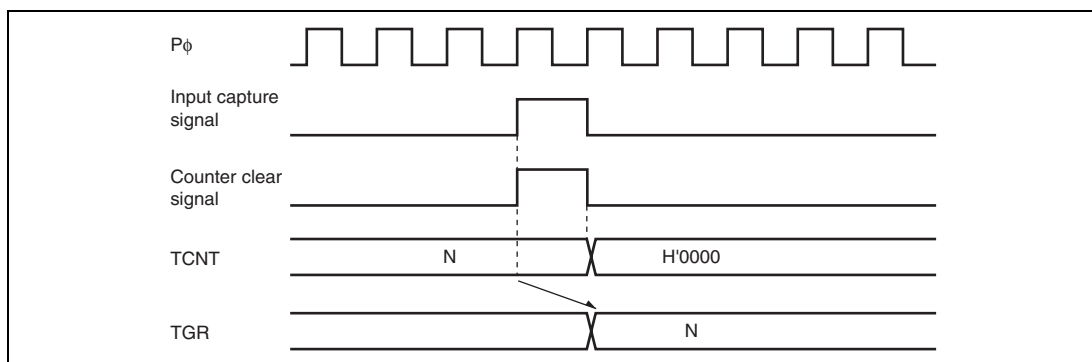 Pφ
Input capture
signal
Counter clear
signal
TCNT
N
H'0000
TGR
N